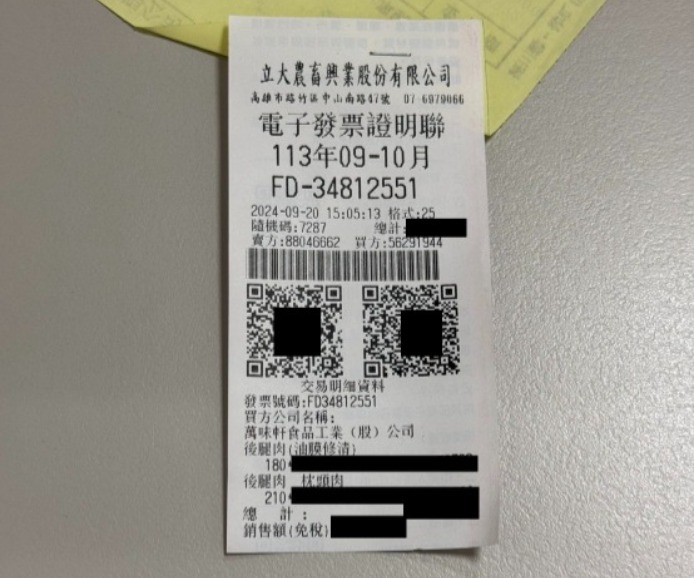 立大農畜興業股份有限公司
高雄市路竹區中山南路47號 07-6979066
電子發票證明聯
113年09-10月
FD-34812551
2024-09-20 15:05:13 格式:25
隨機碼:7287 總計:
賣方:88046662 買方:56291944
交易明細資料
發票號碼:FD34812551
買方公司名稱:
萬味軒食品工業（股）公司
後腿肉(油膜修清)
180*
後腿肉 枕頭肉
210*
總 計:
銷售額(免稅)